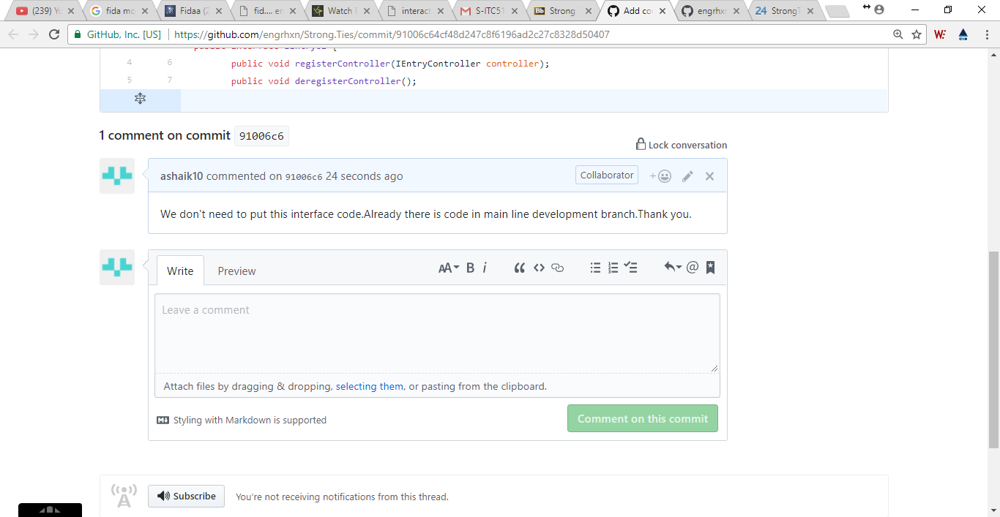 (239) Y
fida mo
Fidaa (2
fid.... er
Watch
interact
S-ITC51
Bb Strong
Add co
engrhx
24 StrongT
GitHub, Inc. [US] https://github.com/engrhxn/Strong.Ties/commit/91006c64cf48d247c8f6196ad2c27c8328d50407
4 6 public void registerController(IEntryController controller);
5 7 public void deregisterController();
1 comment on commit 91006c6
Lock conversation
ashaik10 commented on 91006c6 24 seconds ago Collaborator
We don't need to put this interface code.Already there is code in main line development branch.Thank you.
Write Preview AA B i
Leave a comment
Attach files by dragging & dropping, selecting them, or pasting from the clipboard.
Styling with Markdown is supported
Comment on this commit
Subscribe You're not receiving notifications from this thread.